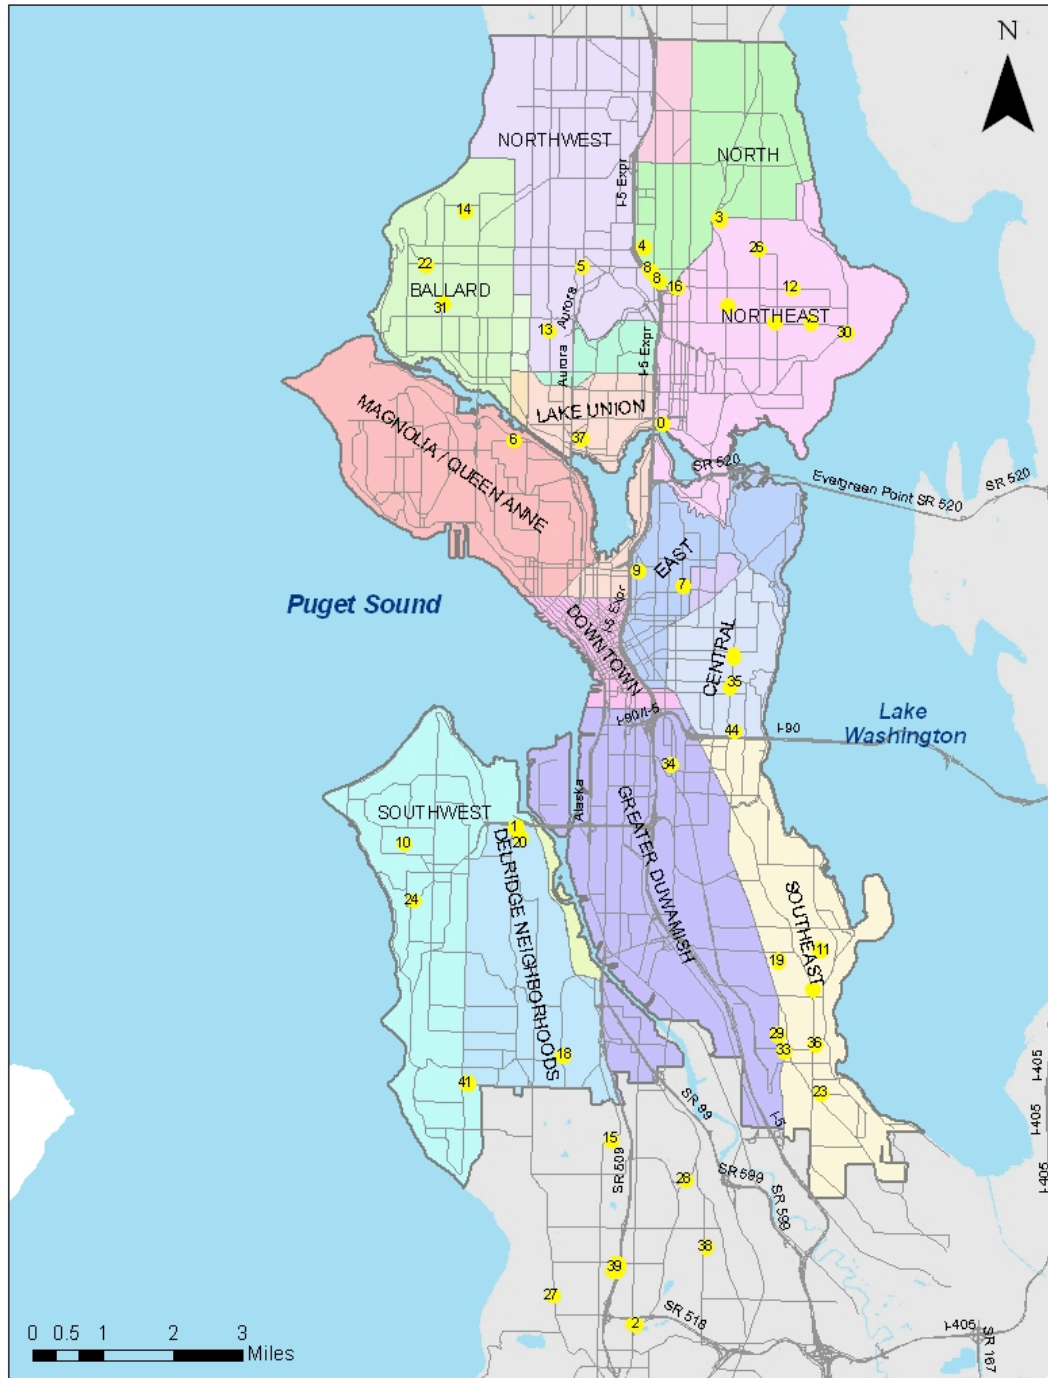 N
NORTHWEST
NORTH
I-5 Expr
14
3
4
26
22
5
8
8
16
12
BALLARD
31
Aurora
NORTHEAST
13
30
Aurora
I-5 Expr
LAKE UNION
MAGNOLIA / QUEEN ANNE
0
6
37
SR 520
Evergreen Point SR 520
SR 520
EAST
9
7
Puget Sound
I-5 Expr
DOWNTOWN
CENTRAL
35
I-90/I-5
44
I-90
Lake
Washington
34
Alaska
SOUTHWEST
GREATER DUWAMISH
1
20
10
DELRIDGE NEIGHBORHOODS
24
SOUTHEAST
11
19
29
33
36
18
41
23
I-405
I-405
I-405
SR 99
I-5
15
SR 509
28
SR 599
SR 599
38
39
27
2
SR 518
I-405
SR 167
0 0.5 1 2 3
Miles